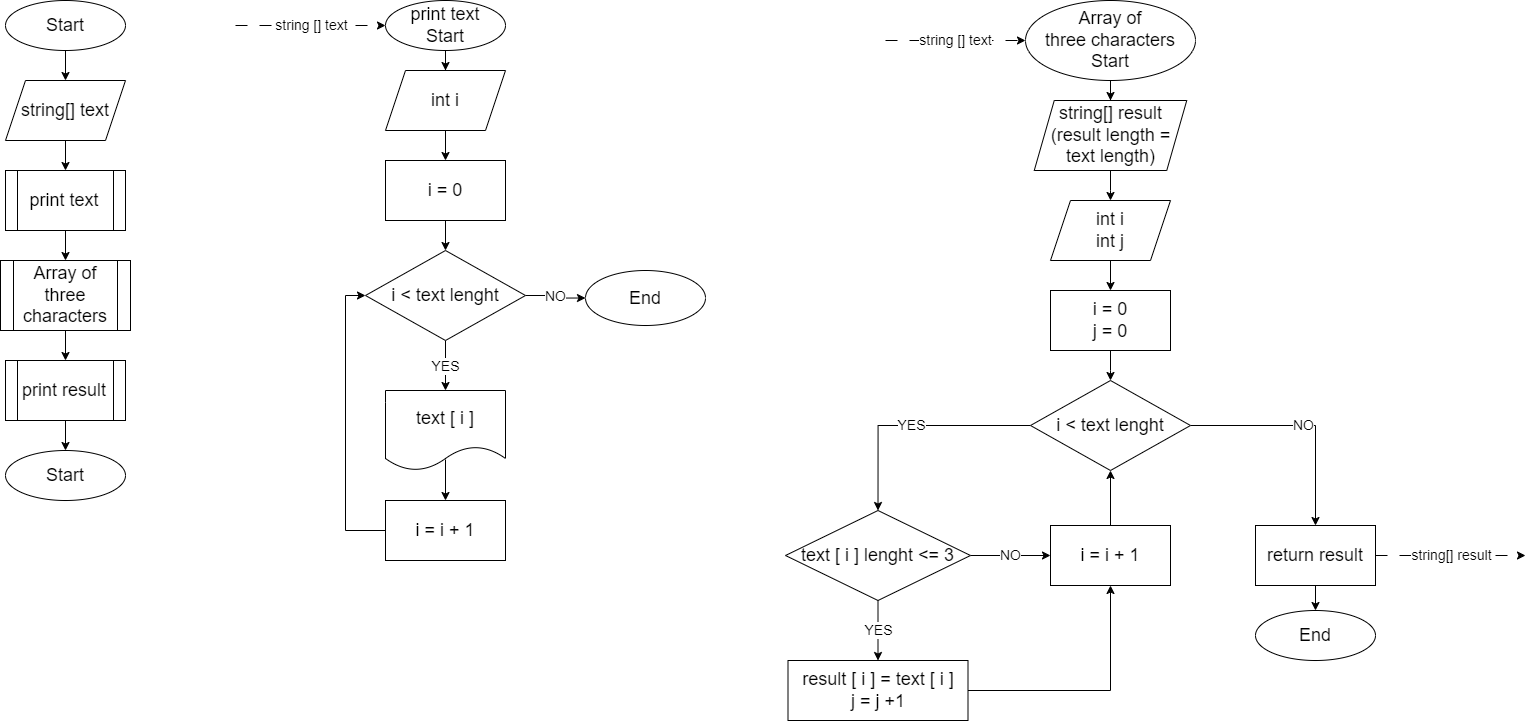 Start
string[] text
print text
Array of
three
characters
print result
Start
string [] text
print text
Start
int i
i = 0
i < text lenght
NO
End
YES
text [ i ]
i = i + 1
string [] text
Array of
three characters
Start
string[] result
(result length =
text length)
int i
int j
i = 0
j = 0
i < text lenght
YES
NO
text [ i ] lenght <= 3
NO
i = i + 1
return result
string[] result
YES
End
result [ i ] = text [ i ]
j = j +1